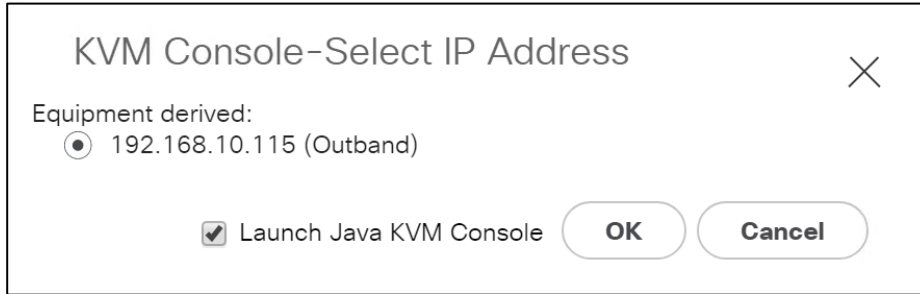 KVM Console-Select IP Address
Equipment derived:
192.168.10.115 (Outband)
Launch Java KVM Console OK Cancel